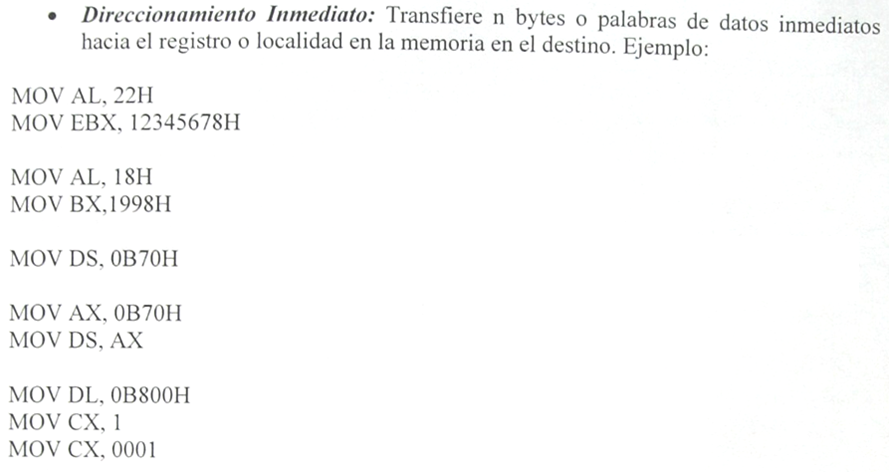 • Direccionamiento Inmediato: Transfiere n bytes o palabras de datos inmediatos
hacia el registro o localidad en la memoria en el destino. Ejemplo:
MOV AL, 22H
MOV EBX, 12345678H
MOV AL, 18H
MOV BX,1998H
MOV DS, 0B70H
MOV AX, 0B70H
MOV DS, AX
MOV DL, 0B800H
MOV CX, 1
MOV CX, 0001